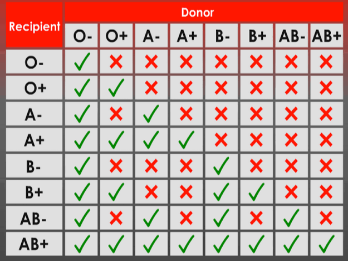 Donor
Recipient
O- O+ A- A+ B- B+ AB- AB+
O-
O+
A-
A+
B-
B+
AB-
AB+